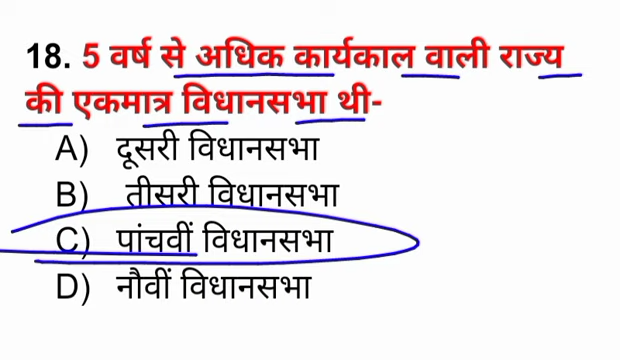 18. 5 वर्ष से अधिक कार्यकाल वाली राज्य
की एकमात्र विधानसभा थी-
A) दूसरी विधानसभा
B) तीसरी विधानसभा
C) पांचवीं विधानसभा
D) नौवीं विधानसभा